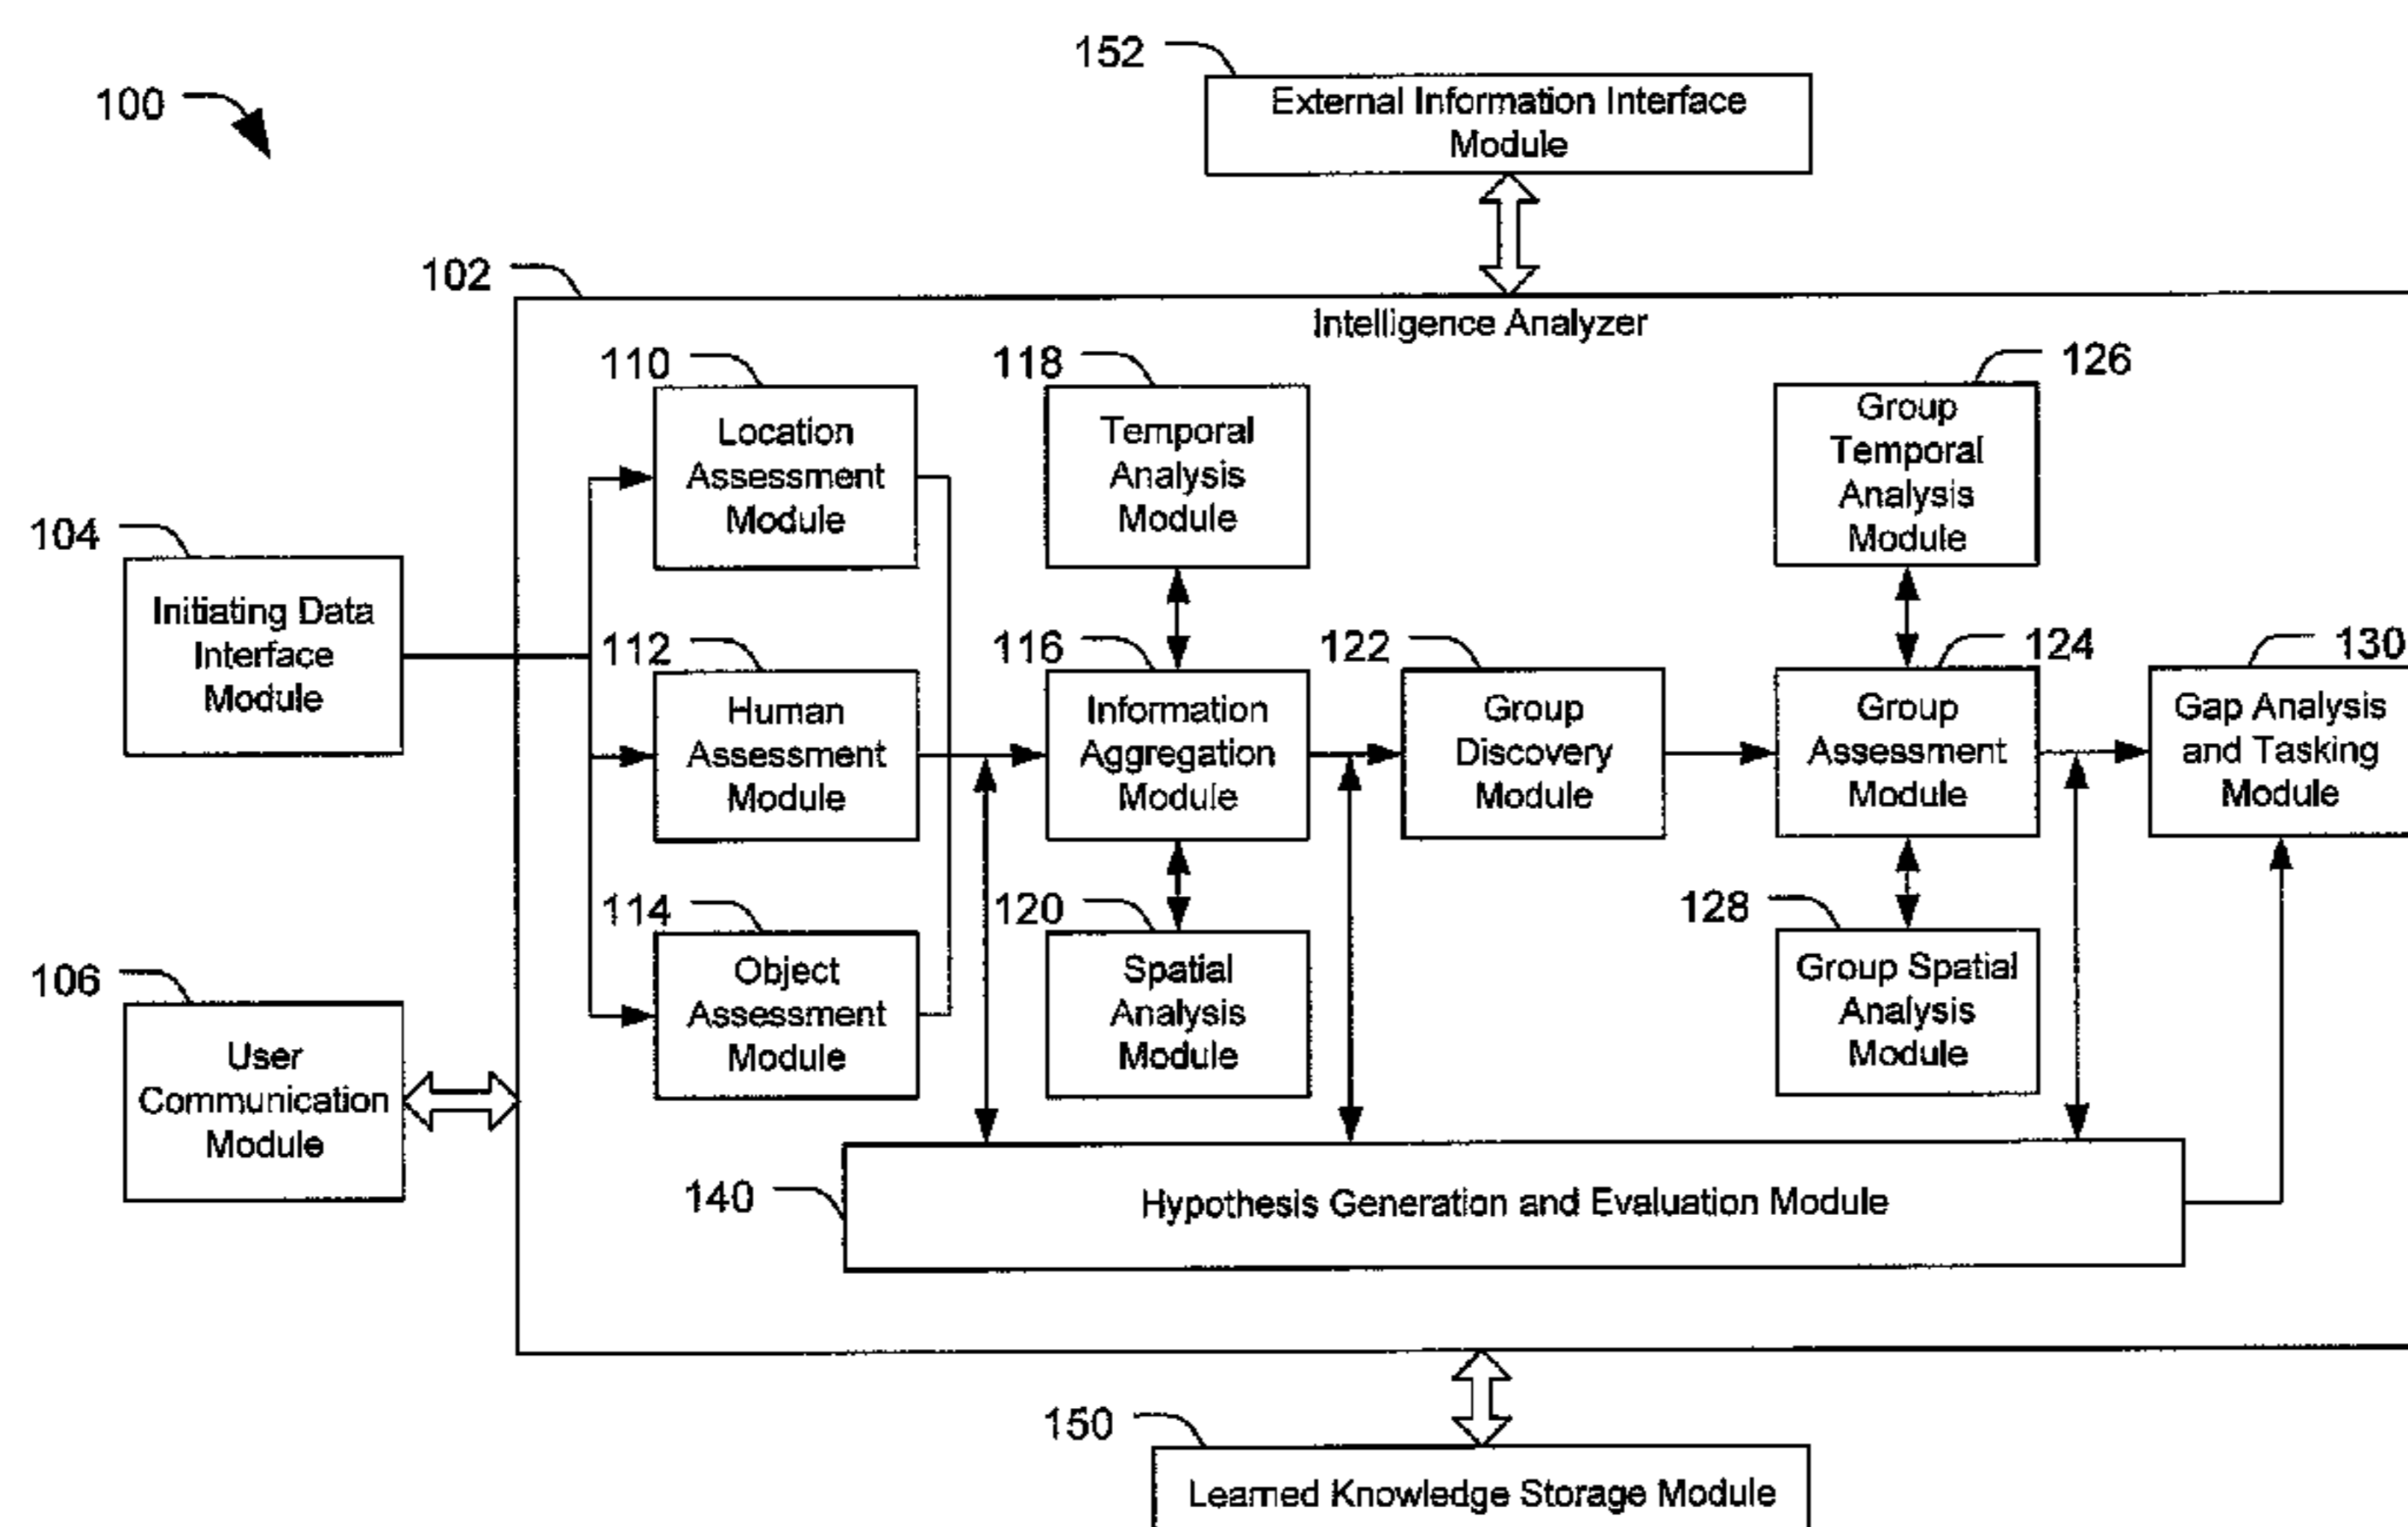 152
100
External Information Interface
Module
102
Intelligence Analyzer
110
Location
Assessment
Module
118
Temporal
Analysis
Module
126
Group
Temporal
Analysis
Module
104
Initiating Data
Interface
Module
112
Human
Assessment
Module
116
Information
Aggregation
Module
122
Group
Discovery
Module
124
Group
Assessment
Module
130
Gap Analysis
and Tasking
Module
114
Object
Assessment
Module
120
Spatial
Analysis
Module
128
Group Spatial
Analysis
Module
106
User
Communication
Module
140
Hypothesis Generation and Evaluation Module
150
Learned Knowledge Storage Module